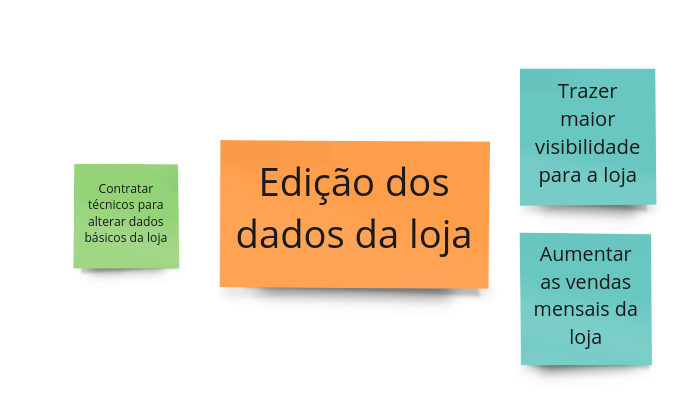 Contratar
técnicos para
alterar dados
básicos da loja
Edição dos
dados da loja
Trazer
maior
visibilidade
para a loja
Aumentar
as vendas
mensais da
loja